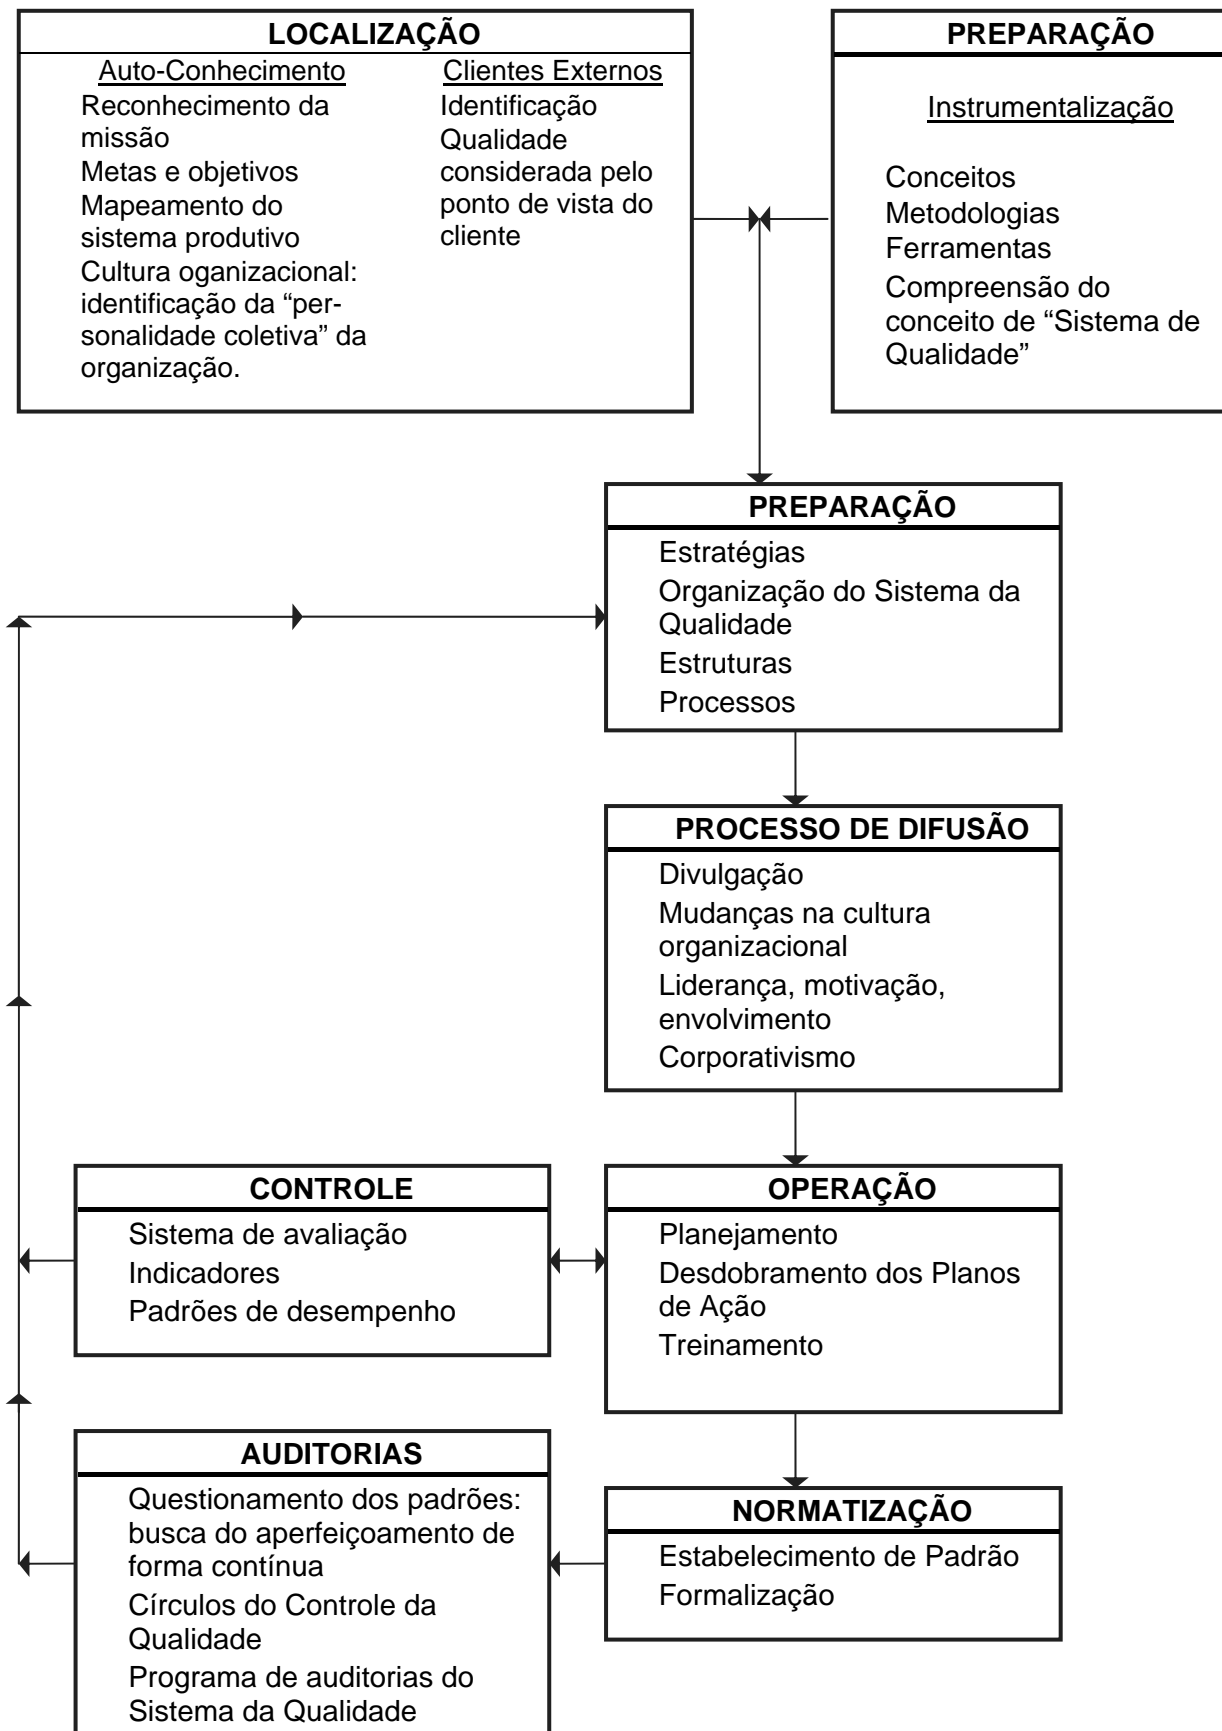 LOCALIZAÇÃO
Auto-Conhecimento
Reconhecimento da
missão
Metas e objetivos
Mapeamento do
sistema produtivo
Cultura oganizacional:
identificação da “per-
sonalidade coletiva” da
organização.
Clientes Externos
Identificação
Qualidade
considerada pelo
ponto de vista do
cliente
PREPARAÇÃO
Instrumentalização
Conceitos
Metodologias
Ferramentas
Compreensão do
conceito de “Sistema de
Qualidade”
PREPARAÇÃO
Estratégias
Organização do Sistema da
Qualidade
Estruturas
Processos
PROCESSO DE DIFUSÃO
Divulgação
Mudanças na cultura
organizacional
Liderança, motivação,
envolvimento
Corporativismo
CONTROLE
Sistema de avaliação
Indicadores
Padrões de desempenho
OPERAÇÃO
Planejamento
Desdobramento dos Planos
de Ação
Treinamento
AUDITORIAS
Questionamento dos padrões:
busca do aperfeiçoamento de
forma contínua
Círculos do Controle da
Qualidade
Programa de auditorias do
Sistema da Qualidade
NORMATIZAÇÃO
Estabelecimento de Padrão
Formalização